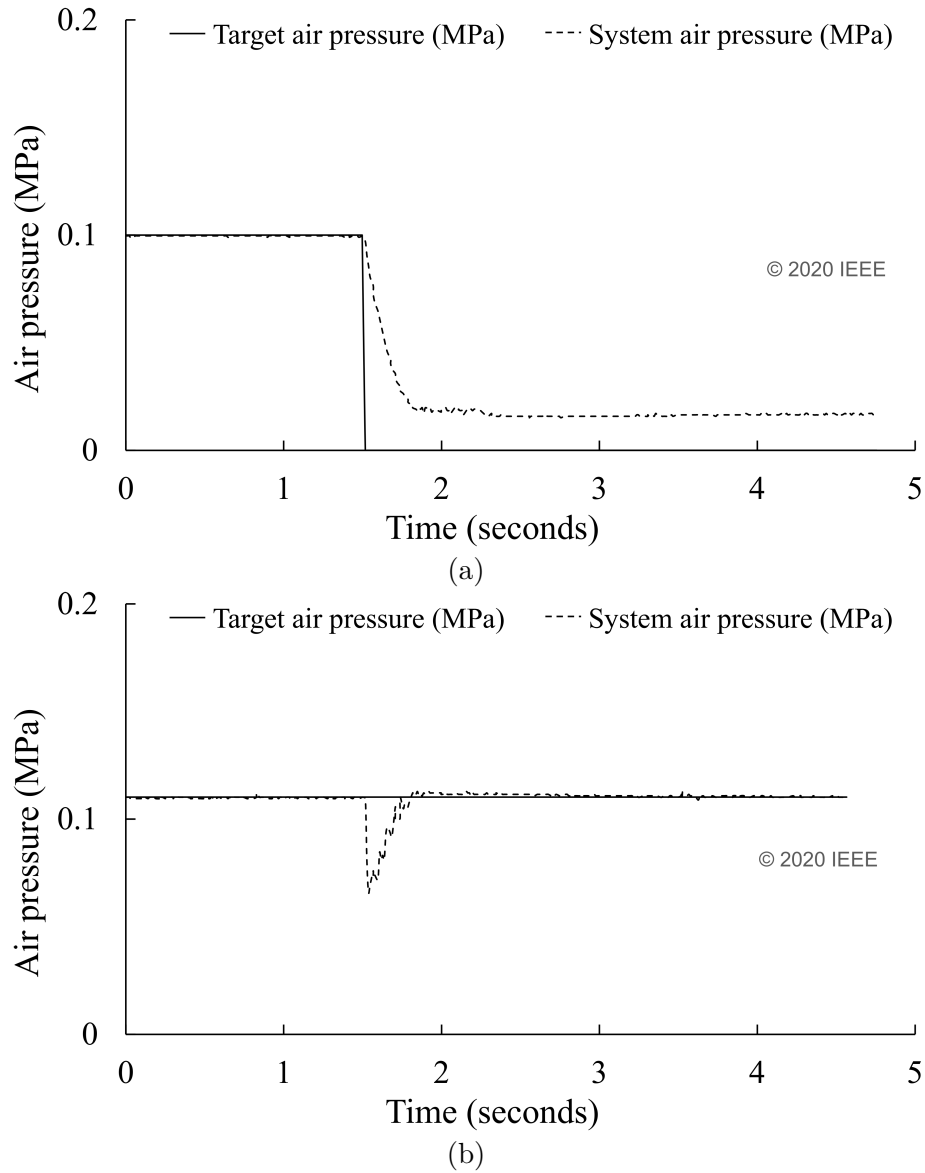 0.2
Target air pressure (MPa) System air pressure (MPa)
Air pressure (MPa)
0.1
© 2020 IEEE
0
0 1 2 3 4 5
Time (seconds)
(a)
0.2
Target air pressure (MPa) System air pressure (MPa)
Air pressure (MPa)
0.1
© 2020 IEEE
0
0 1 2 3 4 5
Time (seconds)
(b)